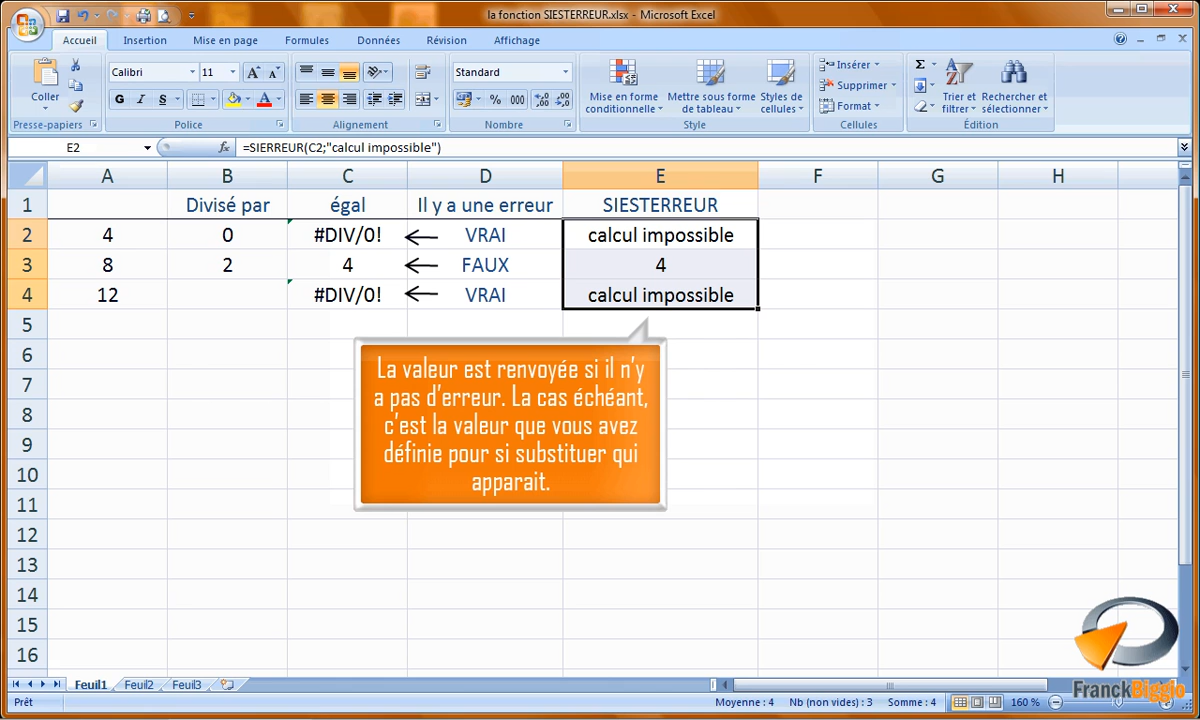 la fonction SIESTERREUR.xlsx - Microsoft Excel
Accueil Insertion Mise en page Formules Données Révision Affichage
Calibri 11 Standard Insérer
Coller G I S % 000 Mise en forme Mettre sous forme Styles de Supprimer Trier et Rechercher et
conditionnelle de tableau cellules Format filtrer sélectionner
Presse-papiers Police Alignement Nombre Style Cellules Édition
E2 fx =SIERREUR(C2;"calcul impossible")
A B C D E F G H
1 Divisé par égal Il y a une erreur SIESTERREUR
2 4 0 #DIV/0! VRAI calcul impossible
3 8 2 4 FAUX 4
4 12 #DIV/0! VRAI calcul impossible
5
6
7
8
9
10
11
12
13
14
15
16
La valeur est renvoyée si il n'y
a pas d'erreur. La cas échéant,
c'est la valeur que vous avez
définie pour si substituer qui
apparait.
FranckBiggio
Feuil1 Feuil2 Feuil3
Prêt Moyenne : 4 Nb (non vides) : 3 Somme : 4 160 %